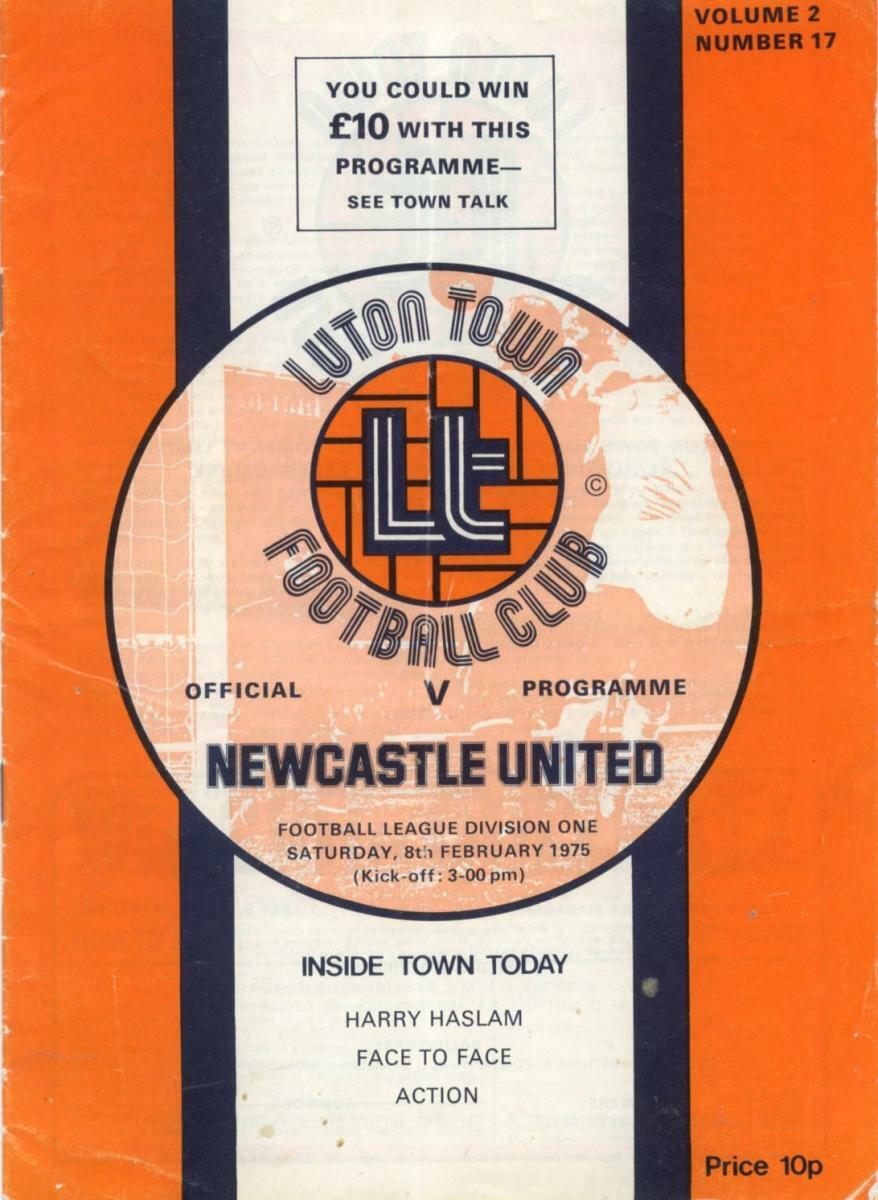 VOLUME 2
NUMBER 17
YOU COULD WIN
£10 WITH THIS
PROGRAMME—
SEE TOWN TALK
LUTON TOWN
Lt
©
FOOTBALL CLUB
OFFICIAL V PROGRAMME
NEWCASTLE UNITED
FOOTBALL LEAGUE DIVISION ONE
SATURDAY, 8th FEBRUARY 1975
(Kick-off: 3-00 pm)
INSIDE TOWN TODAY
HARRY HASLAM
FACE TO FACE
ACTION
Price 10p